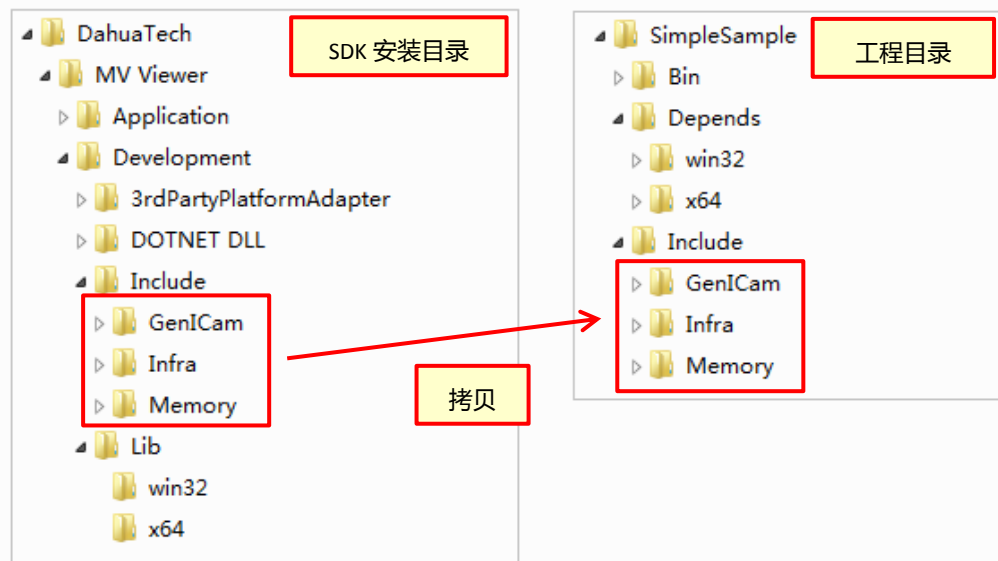 DahuaTech
SDK 安装目录
MV Viewer
Application
Development
3rdPartyPlatformAdapter
DOTNET DLL
Include
GenICam
Infra
Memory
Lib
win32
x64
拷贝
SimpleSample
工程目录
Bin
Depends
win32
x64
Include
GenICam
Infra
Memory